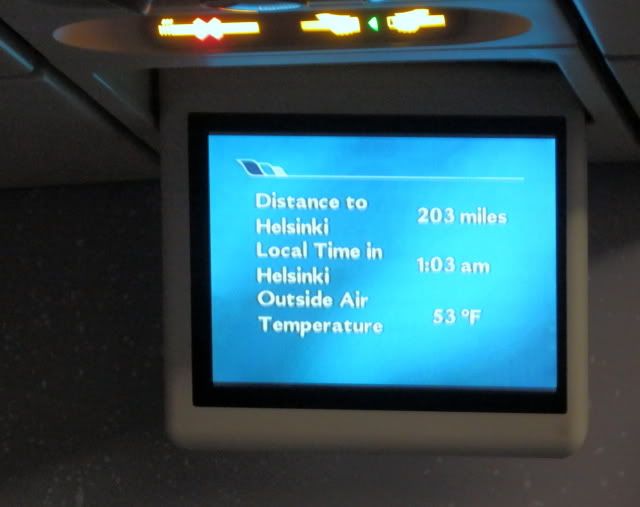 Distance to
Helsinki
203 miles
Local Time in
Helsinki
1:03 am
Outside Air
Temperature
53 °F